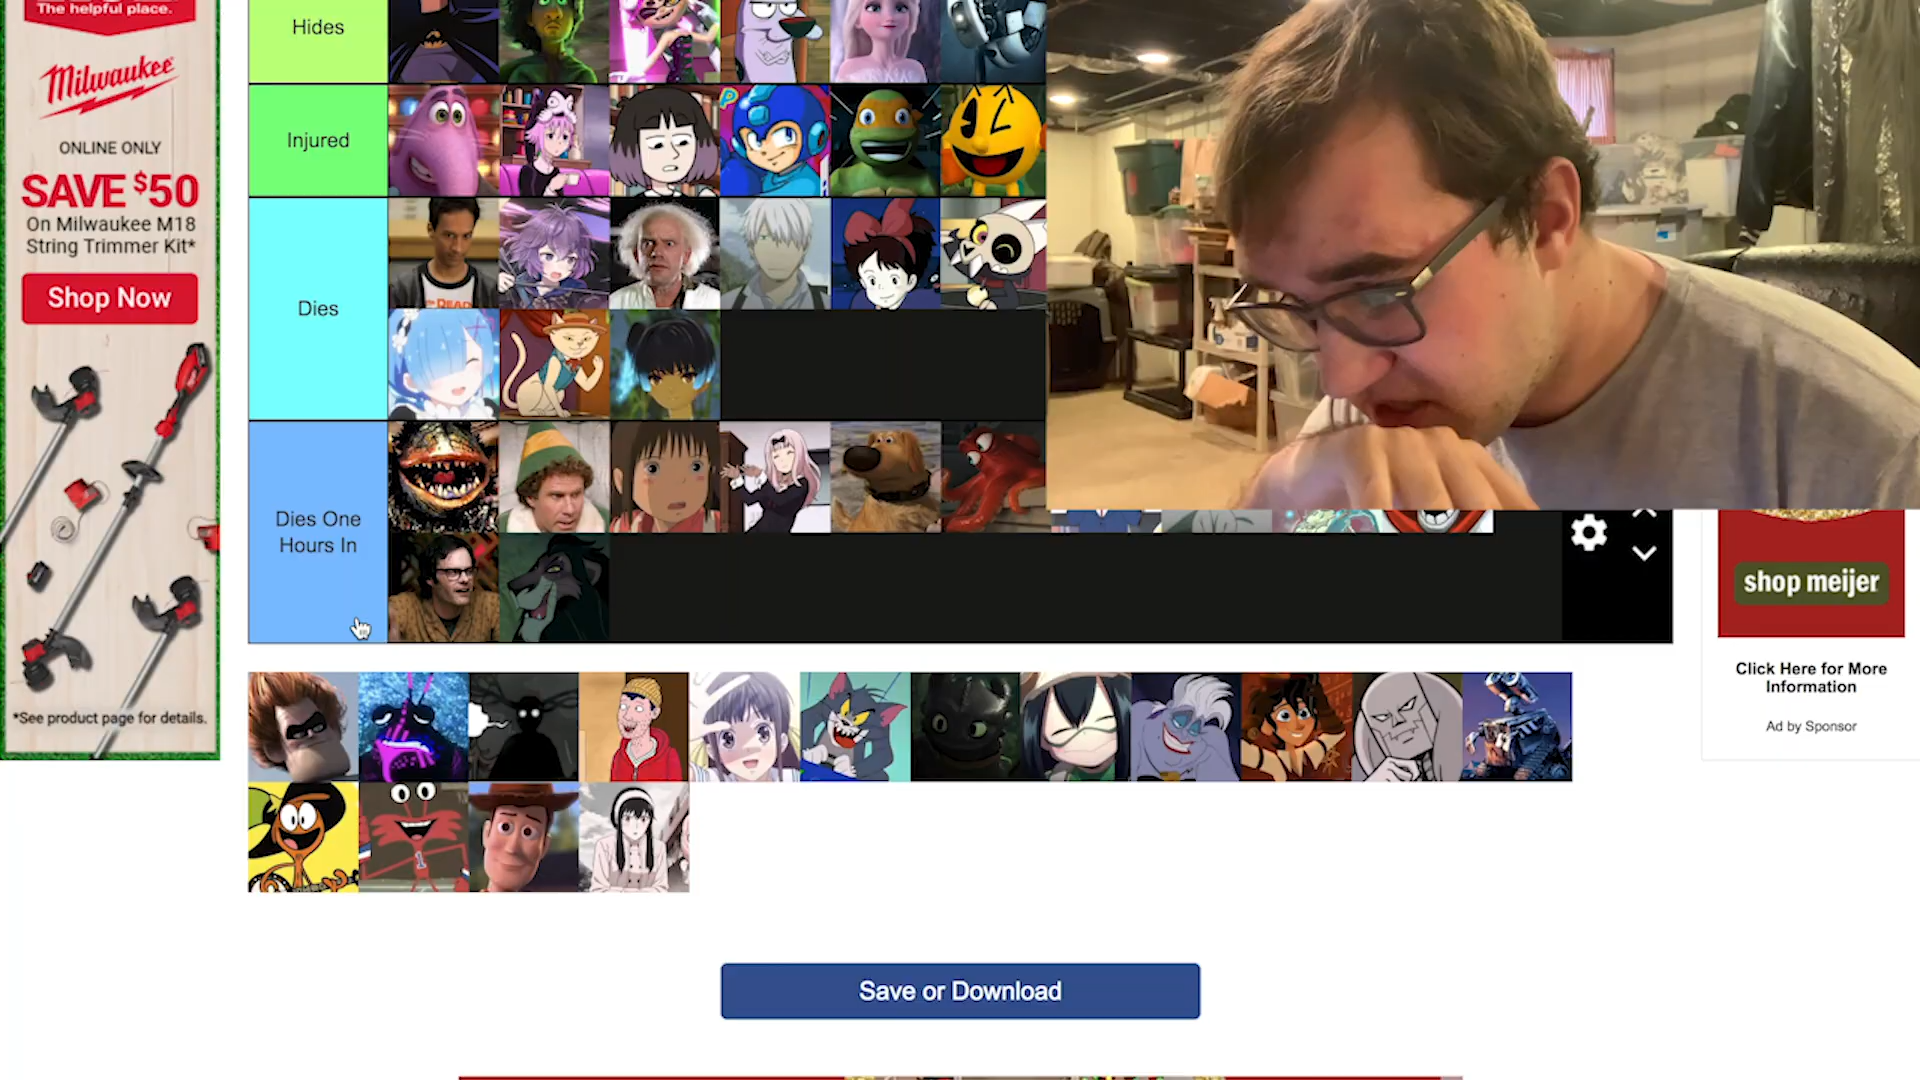 The helpful place.
Milwaukee
ONLINE ONLY
SAVE $50
On Milwaukee M18
String Trimmer Kit*
Shop Now
*See product page for details.
Hides
Injured
Dies
Dies One
Hours In
shop meijer
Click Here for More
Information
Ad by Sponsor
Save or Download